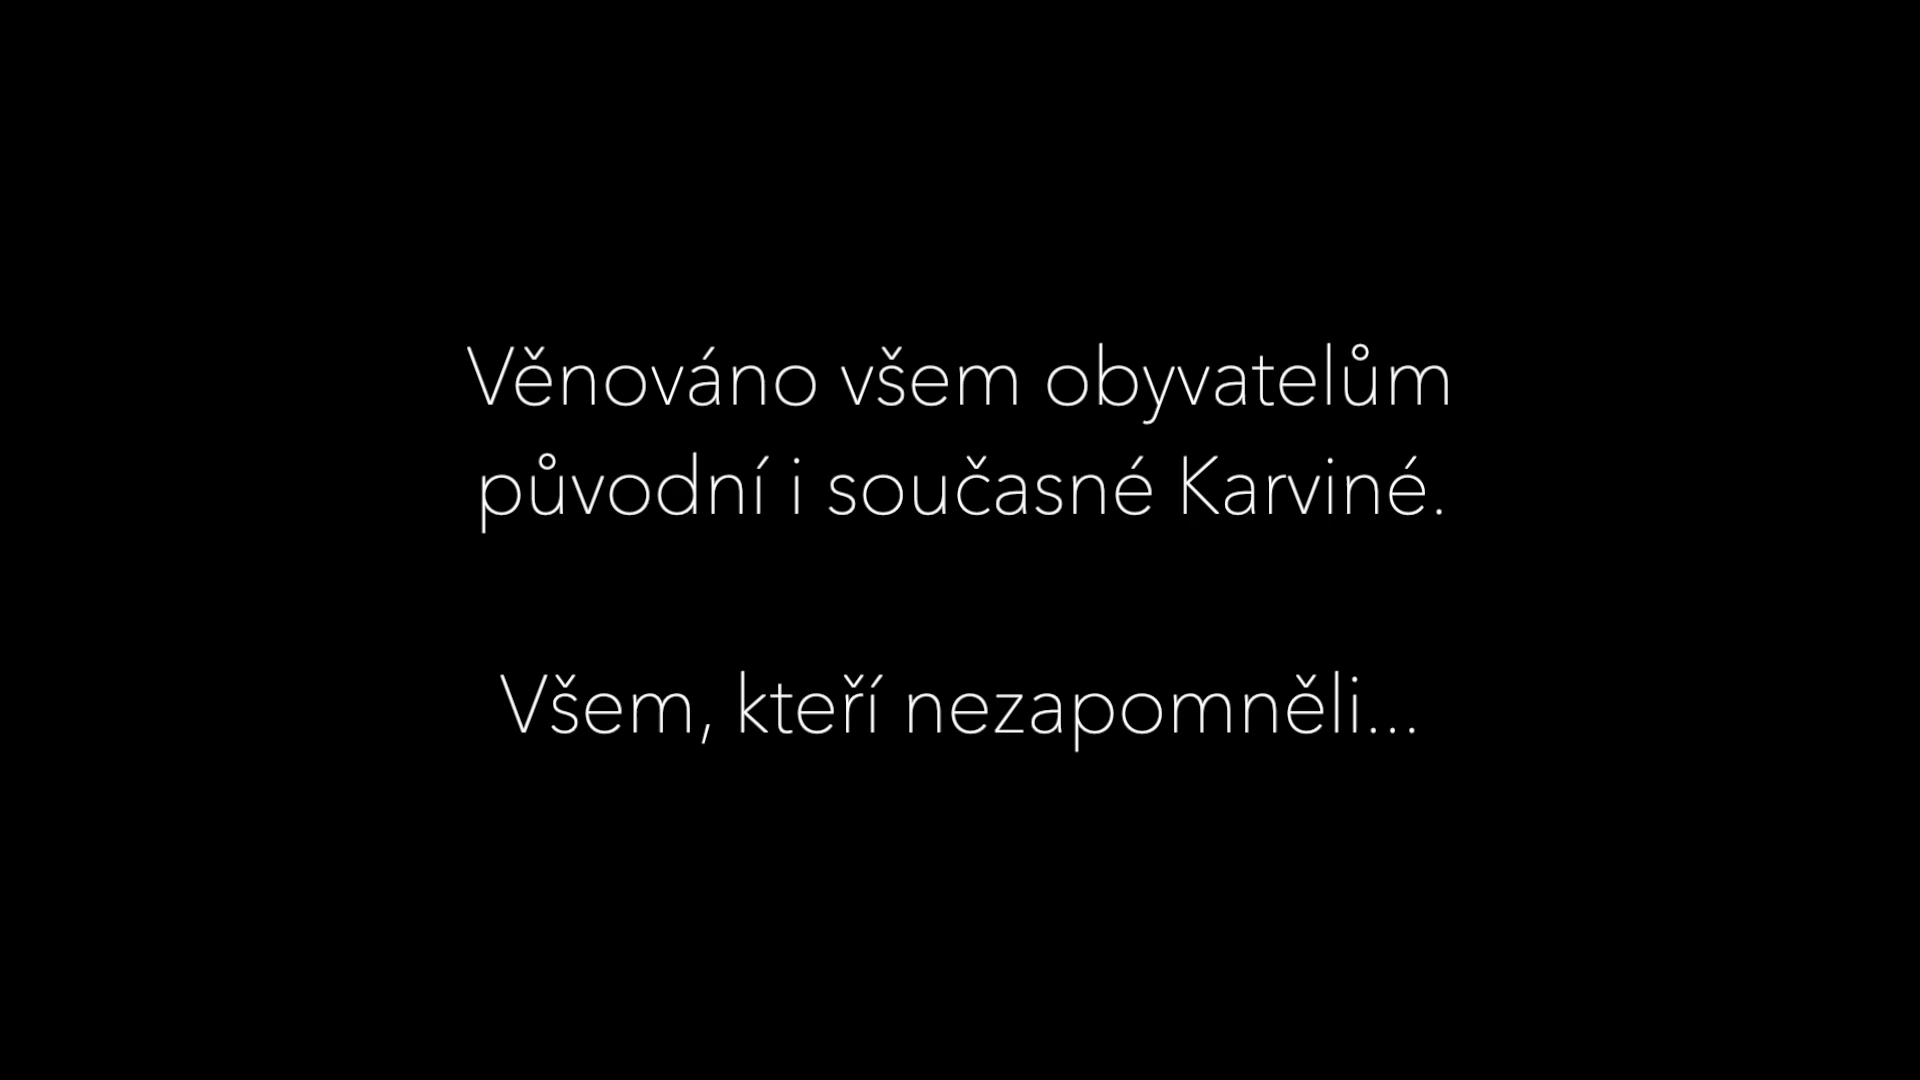 Věnováno všem obyvatelům
původní i současné Karviné.
Všem, kteří nezapomněli...